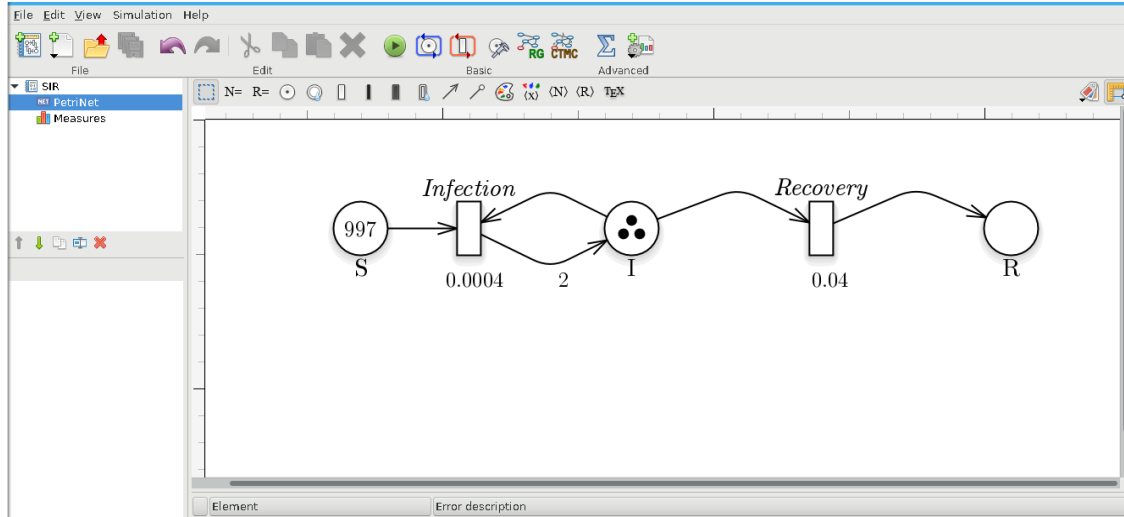 File Edit View Simulation Help
RG CTMC
File Edit Basic Advanced
SIR
NET PetriNet
Measures
N= R= ⟨X⟩ ⟨N⟩ ⟨R⟩ TEX
Infection Recovery
997
S I R
0.0004 2 0.04
Element Error description